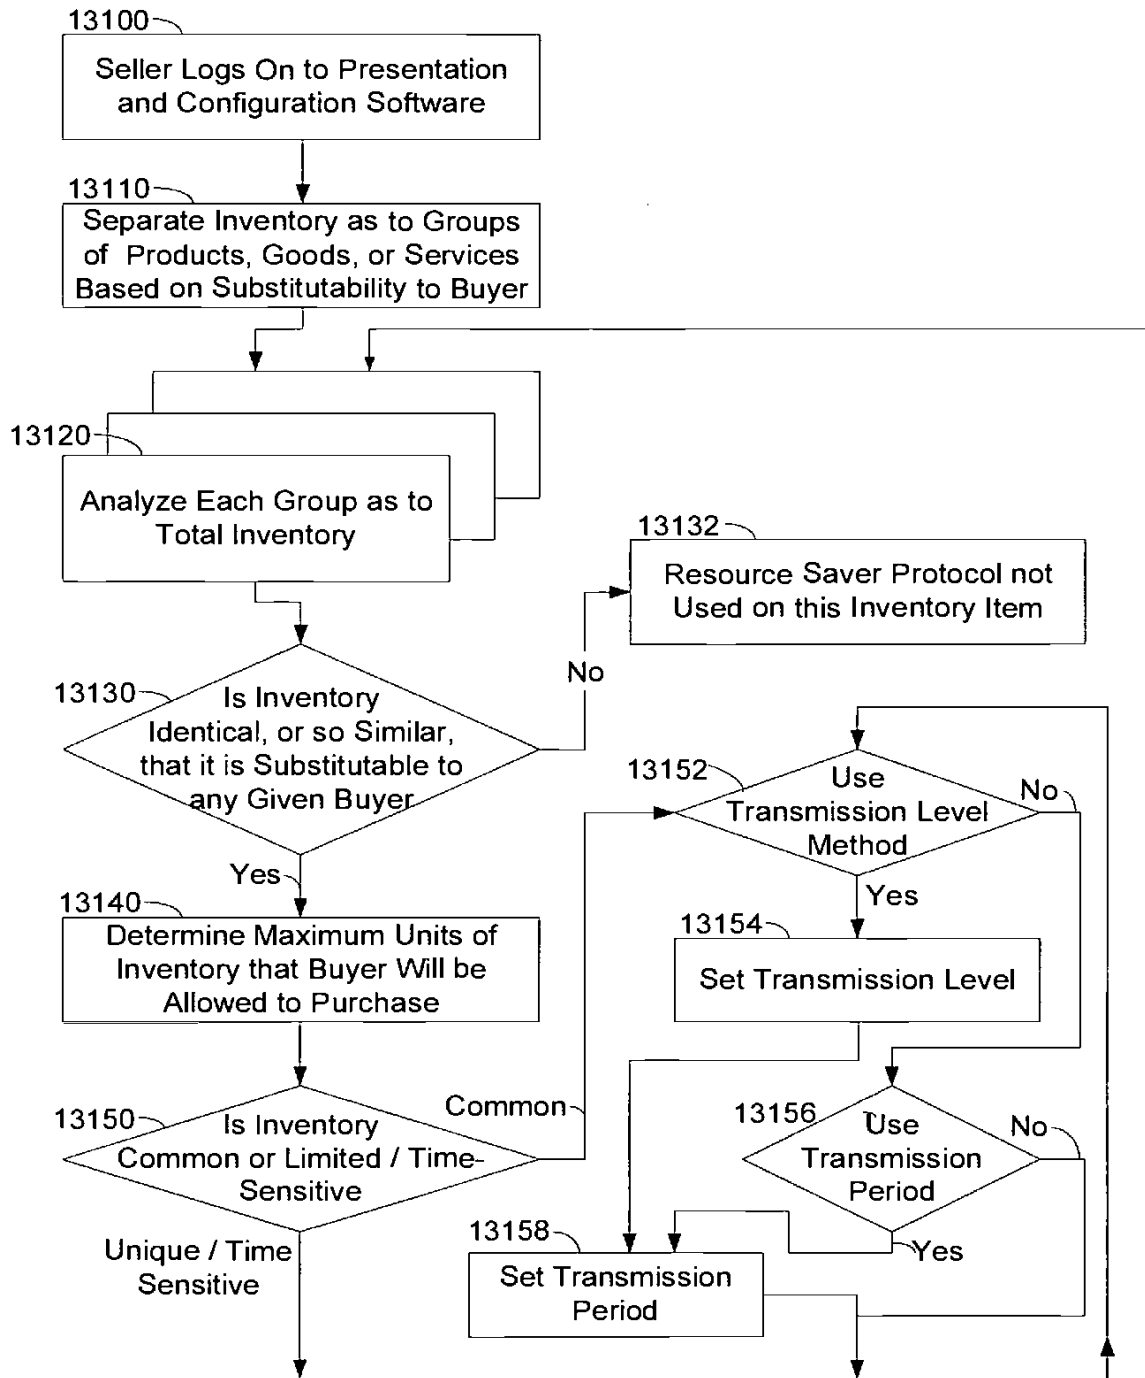 13100
Seller Logs On to Presentation
and Configuration Software
13110
Separate Inventory as to Groups
of Products, Goods, or Services
Based on Substitutability to Buyer
13120
Analyze Each Group as to
Total Inventory
13132
Resource Saver Protocol not
Used on this Inventory Item
No
13130
Is Inventory
Identical, or so Similar,
that it is Substitutable to
any Given Buyer
Yes
13152
Use
Transmission Level
Method
No
Yes
13140
Determine Maximum Units of
Inventory that Buyer Will be
Allowed to Purchase
13154
Set Transmission Level
13150
Is Inventory
Common or Limited / Time-
Sensitive
Common
13156
Use
Transmission
Period
No
Yes
Unique / Time
Sensitive
13158
Set Transmission
Period